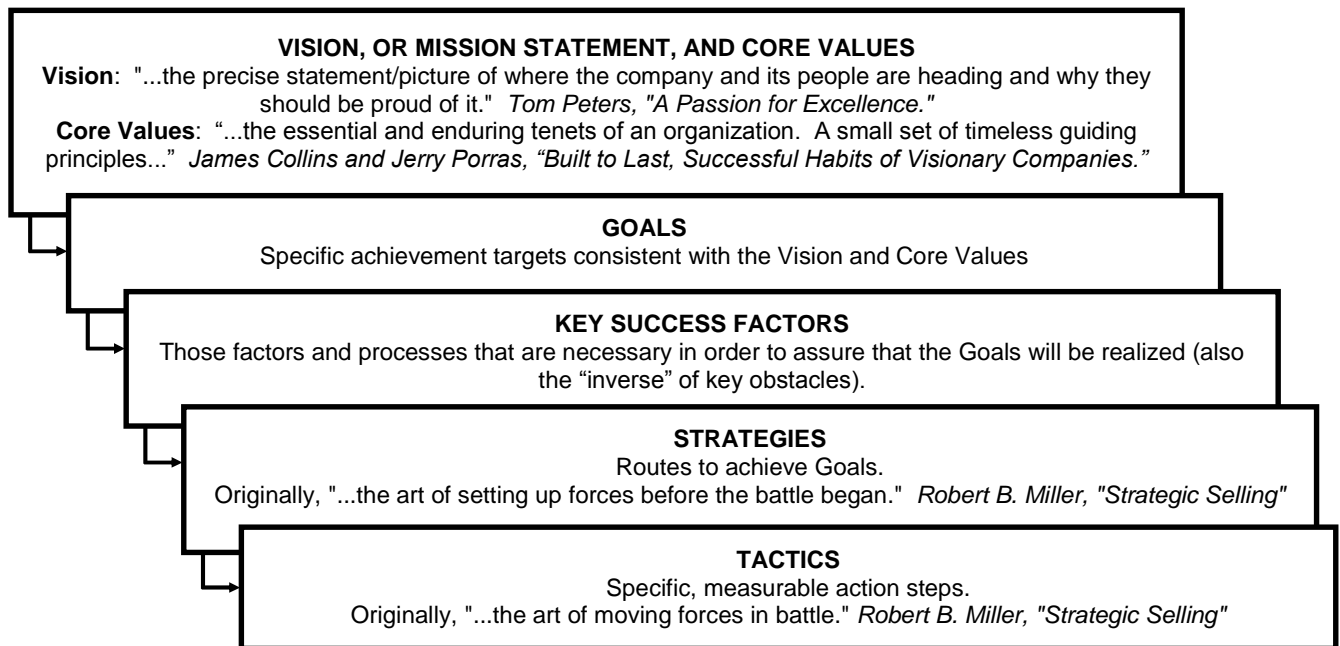 VISION, OR MISSION STATEMENT, AND CORE VALUES
Vision: "...the precise statement/picture of where the company and its people are heading and why they
should be proud of it." Tom Peters, "A Passion for Excellence."
Core Values: “...the essential and enduring tenets of an organization. A small set of timeless guiding
principles...” James Collins and Jerry Porras, “Built to Last, Successful Habits of Visionary Companies.”
GOALS
Specific achievement targets consistent with the Vision and Core Values
KEY SUCCESS FACTORS
Those factors and processes that are necessary in order to assure that the Goals will be realized (also
the “inverse” of key obstacles).
STRATEGIES
Routes to achieve Goals.
Originally, "...the art of setting up forces before the battle began." Robert B. Miller, "Strategic Selling"
TACTICS
Specific, measurable action steps.
Originally, "...the art of moving forces in battle." Robert B. Miller, "Strategic Selling"